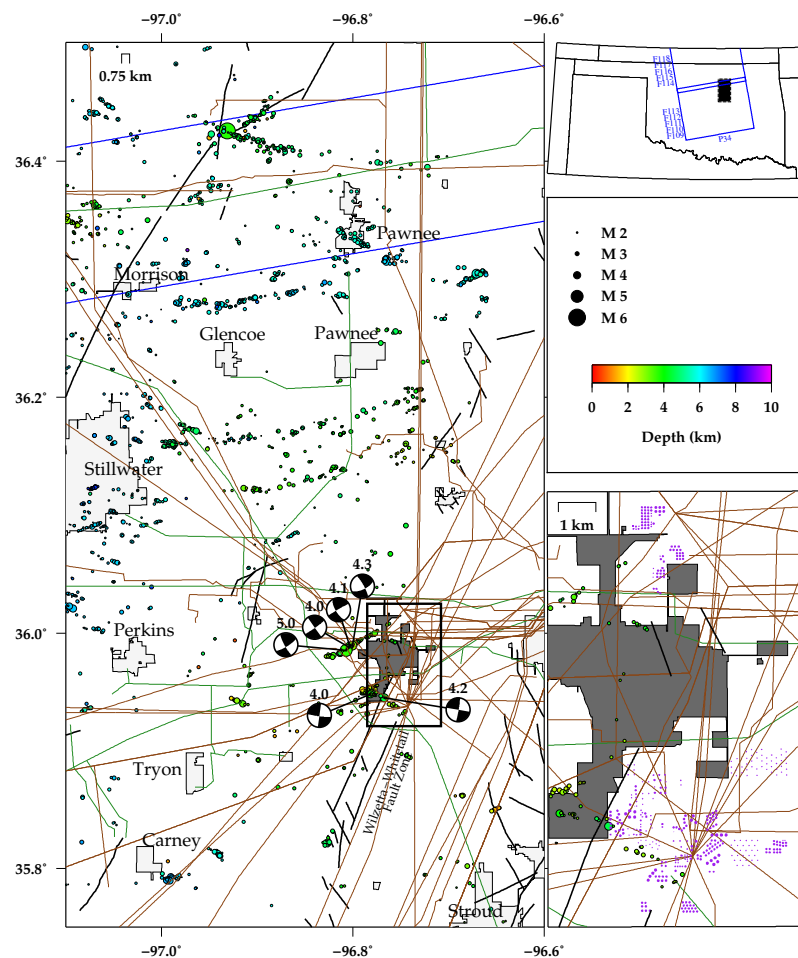 −97.0˚
−96.8˚
−96.6˚
0.75 km
36.4˚
36.2˚
36.0˚
35.8˚
Pawnee
Morrison
Glencoe
Pawnee
Stillwater
4.3
4.1
4.0
5.0
Perkins
4.0
4.2
Wilzetta−Whitetail
Fault Zone
Tryon
Carney
Stroud
−97.0˚
−96.8˚
−96.6˚
F118
F114
F113
P34
M 2
M 3
M 4
M 5
M 6
0
2
4
6
8
10
Depth (km)
1 km